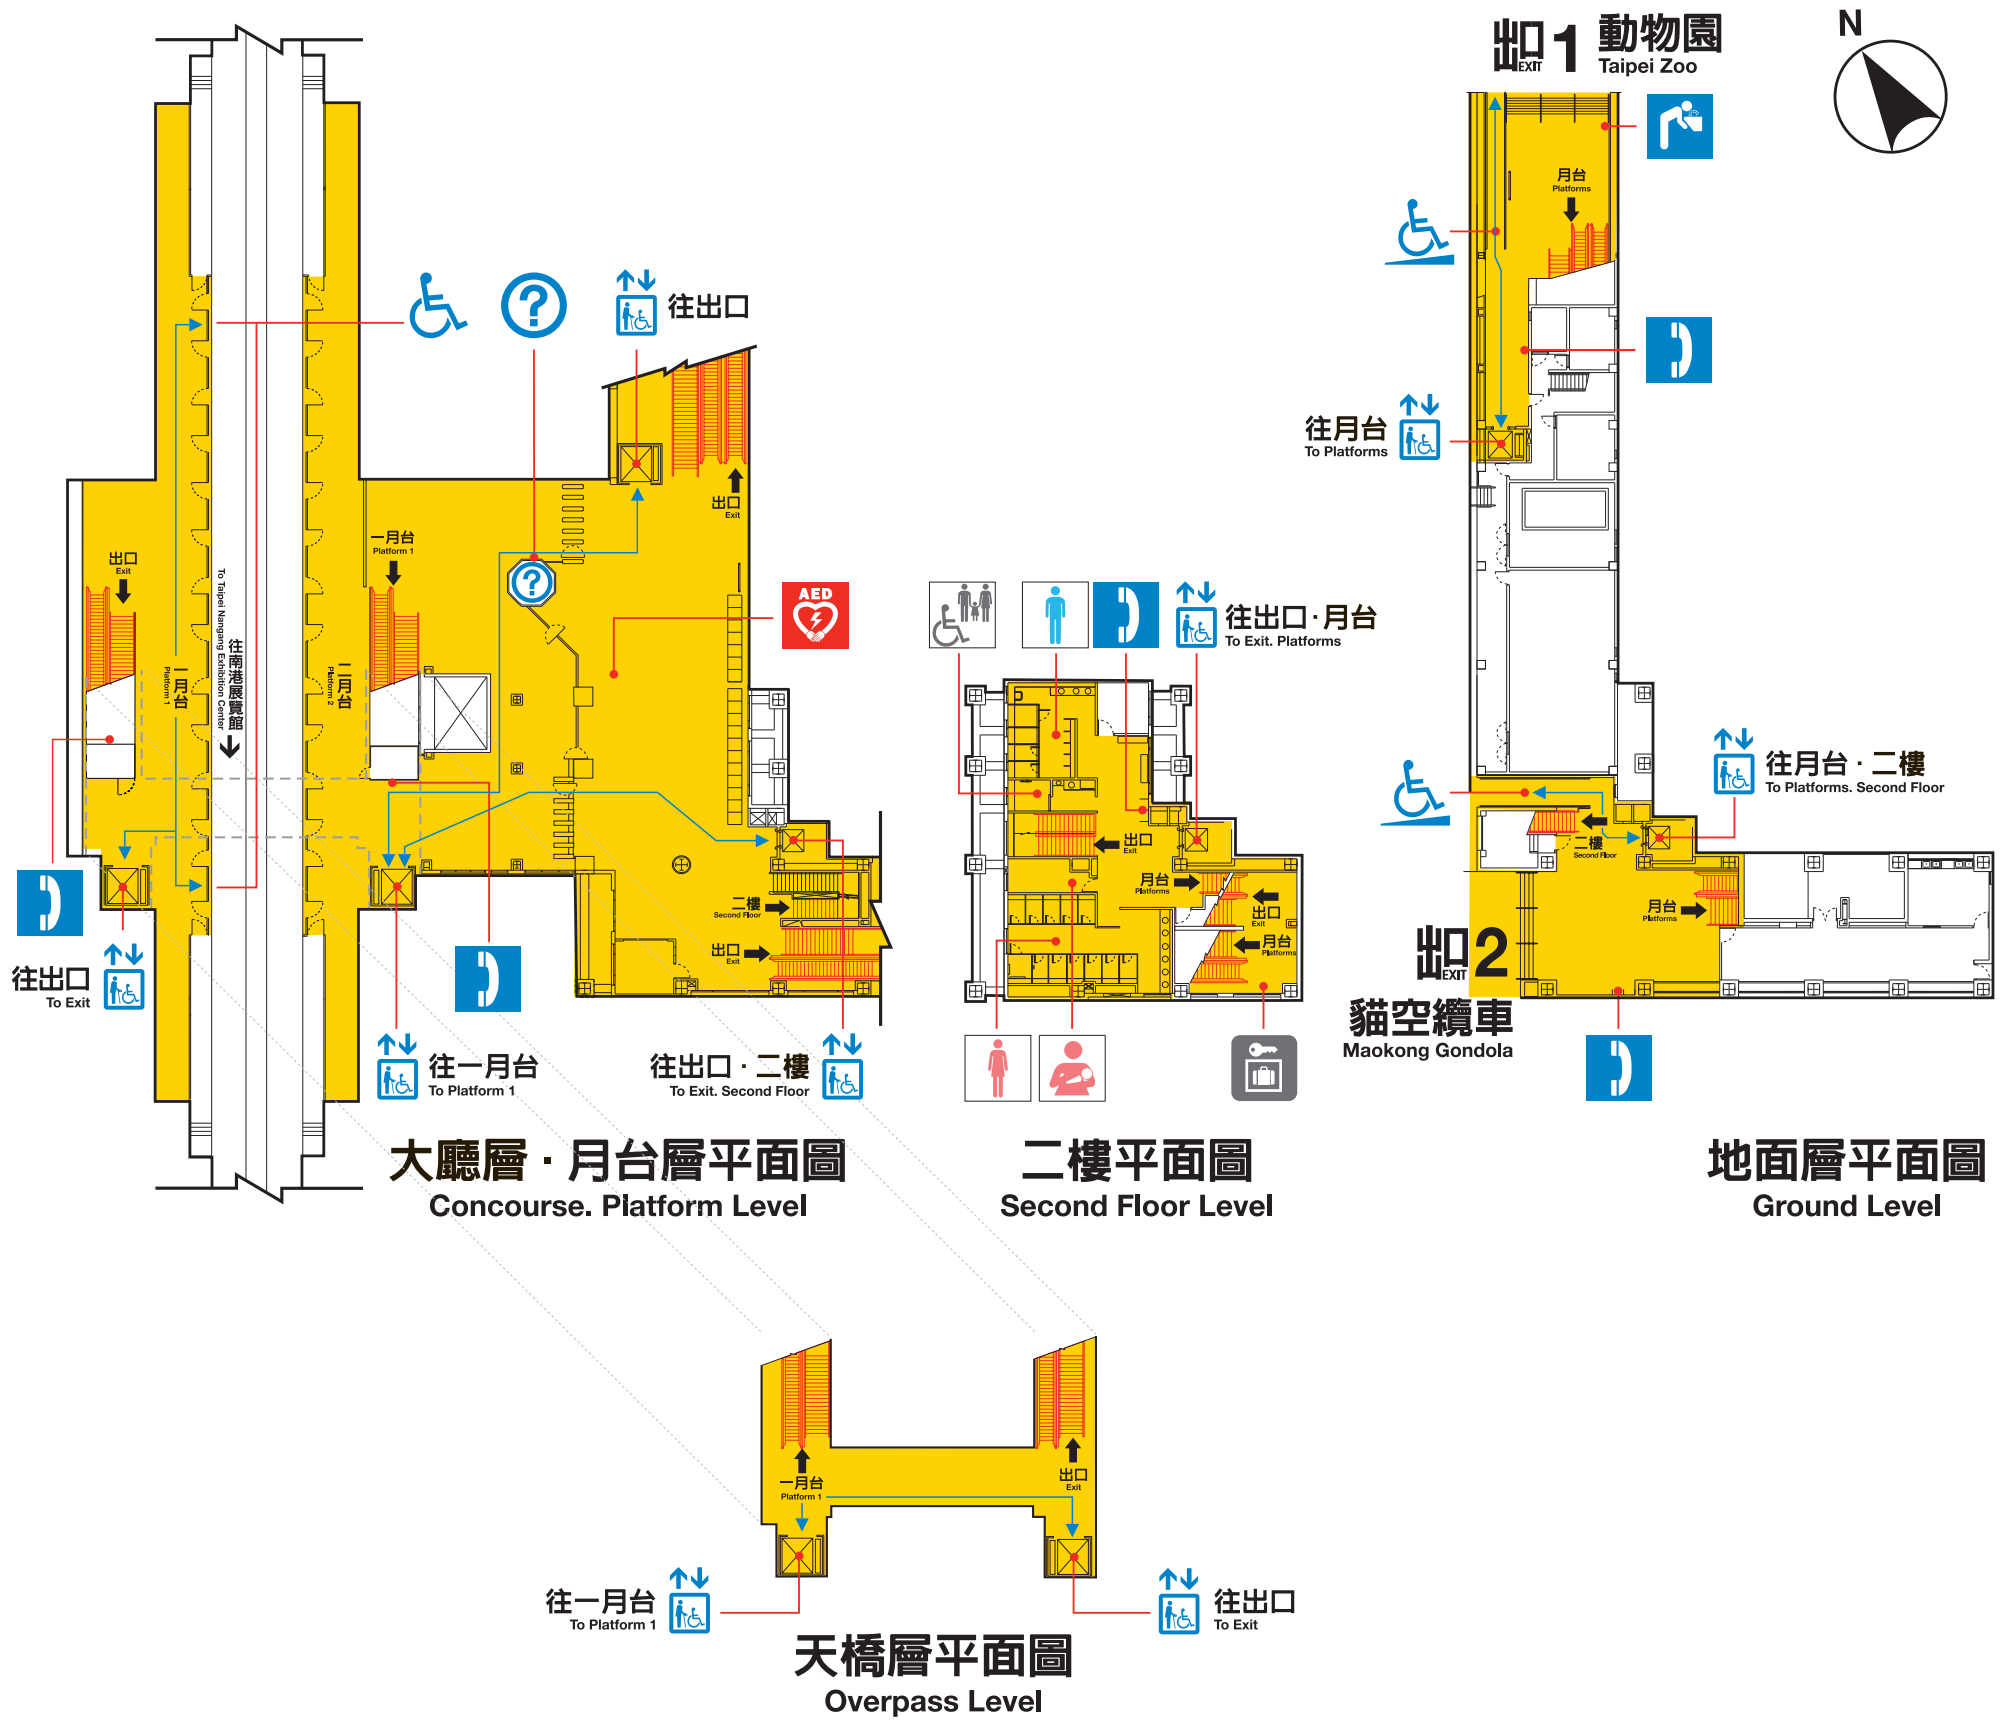 出口
EXIT
1
動物園
Taipei Zoo
N
月台
Platforms
往出口
一月台
Platform 1
出口
Exit
出口
Exit
AED
To Taipei Nangang Exhibition Center
往南港展覽館
一月台
Platform 1
二月台
Platform 2
往月台
To Platforms
往出口·月台
To Exit. Platforms
往月台·二樓
To Platforms. Second Floor
出口
Exit
月台
Platforms
出口
Exit
月台
Platforms
二樓
Second Floor
月台
Platforms
二樓
Second Floor
出口
Exit
往出口
To Exit
出口
EXIT
2
貓空纜車
Maokong Gondola
往一月台
To Platform 1
往出口·二樓
To Exit. Second Floor
大廳層·月台層平面圖
Concourse. Platform Level
二樓平面圖
Second Floor Level
地面層平面圖
Ground Level
一月台
Platform 1
出口
Exit
往一月台
To Platform 1
往出口
To Exit
天橋層平面圖
Overpass Level